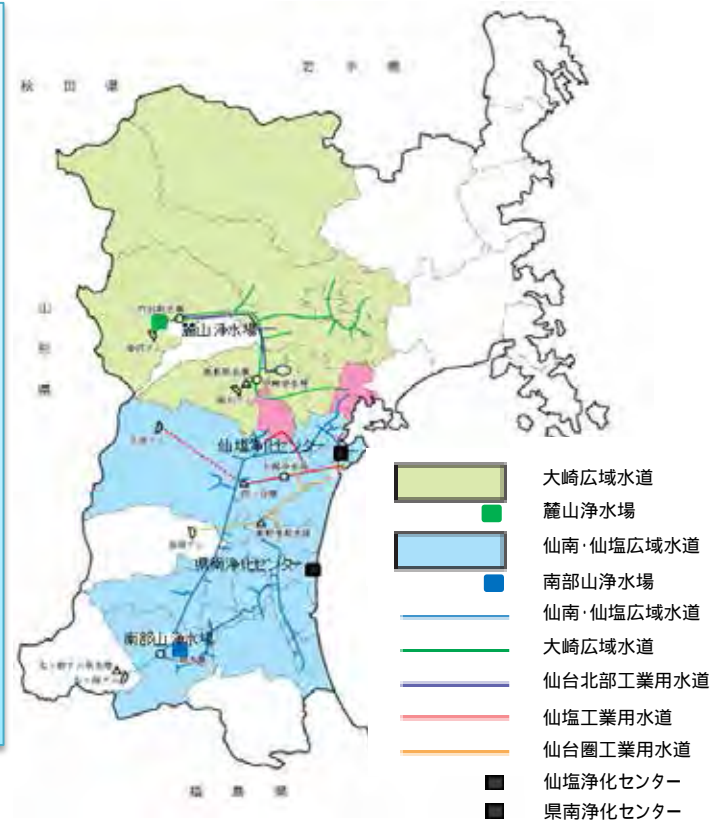 岩 手 県
秋 田 県
山 形 県
麓山浄水場
仙塩浄化センター
県南浄化センター
南部山浄水場
福 島 県
大崎広域水道
麓山浄水場
仙南・仙塩広域水道
南部山浄水場
仙南・仙塩広域水道
大崎広域水道
仙台北部工業用水道
仙塩工業用水道
仙台圏工業用水道
仙塩浄化センター
県南浄化センター